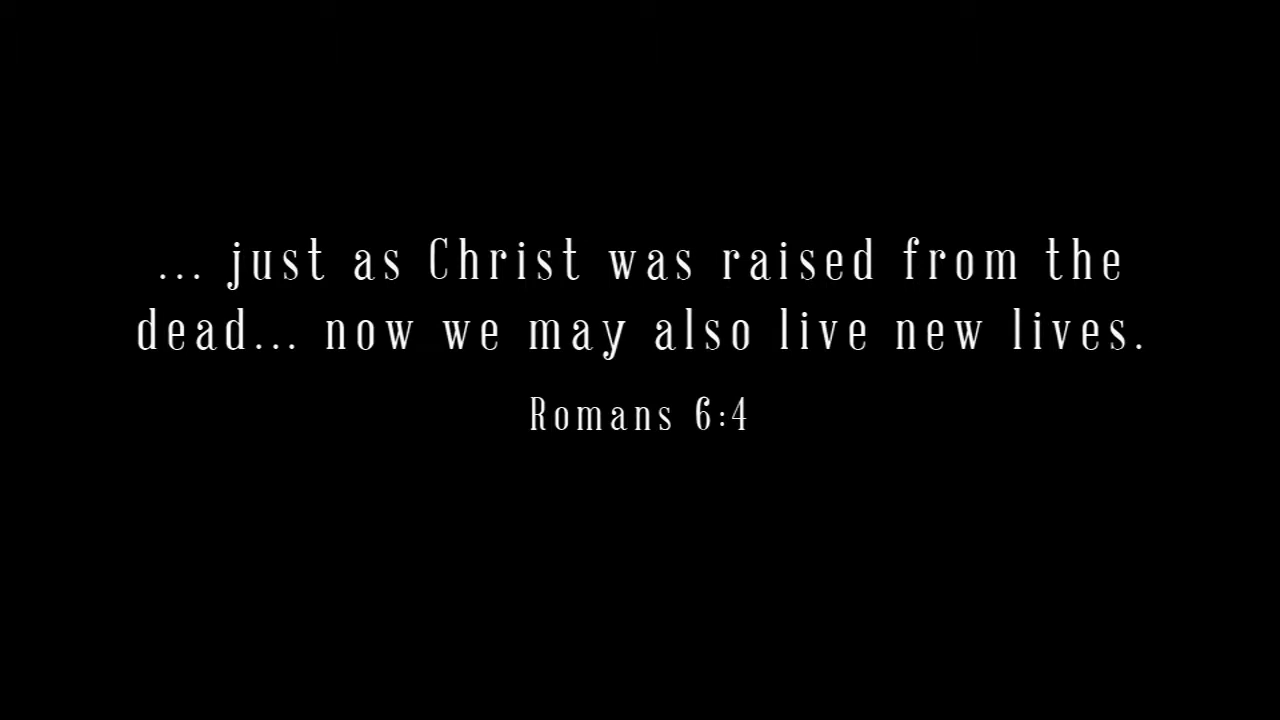 ... just as Christ was raised from the
dead... now we may also live new lives.
Romans 6:4